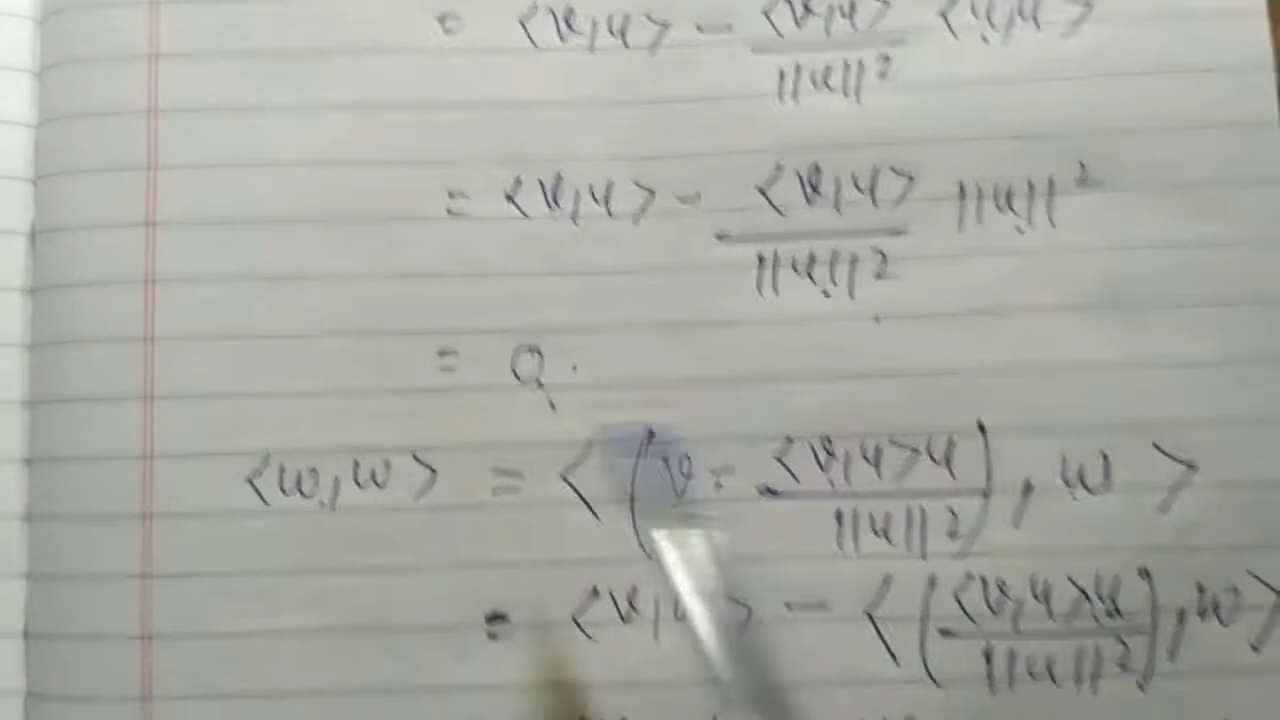 = <v,u> - <v,u>/||u||² <u,u>
= <v,u> - <v,u>/||u||² ||u||²
= 0.
<w,w> = <(v - <v,u>u/||u||²), w>
= <v, > - <(<v,u>u/||u||²), w>